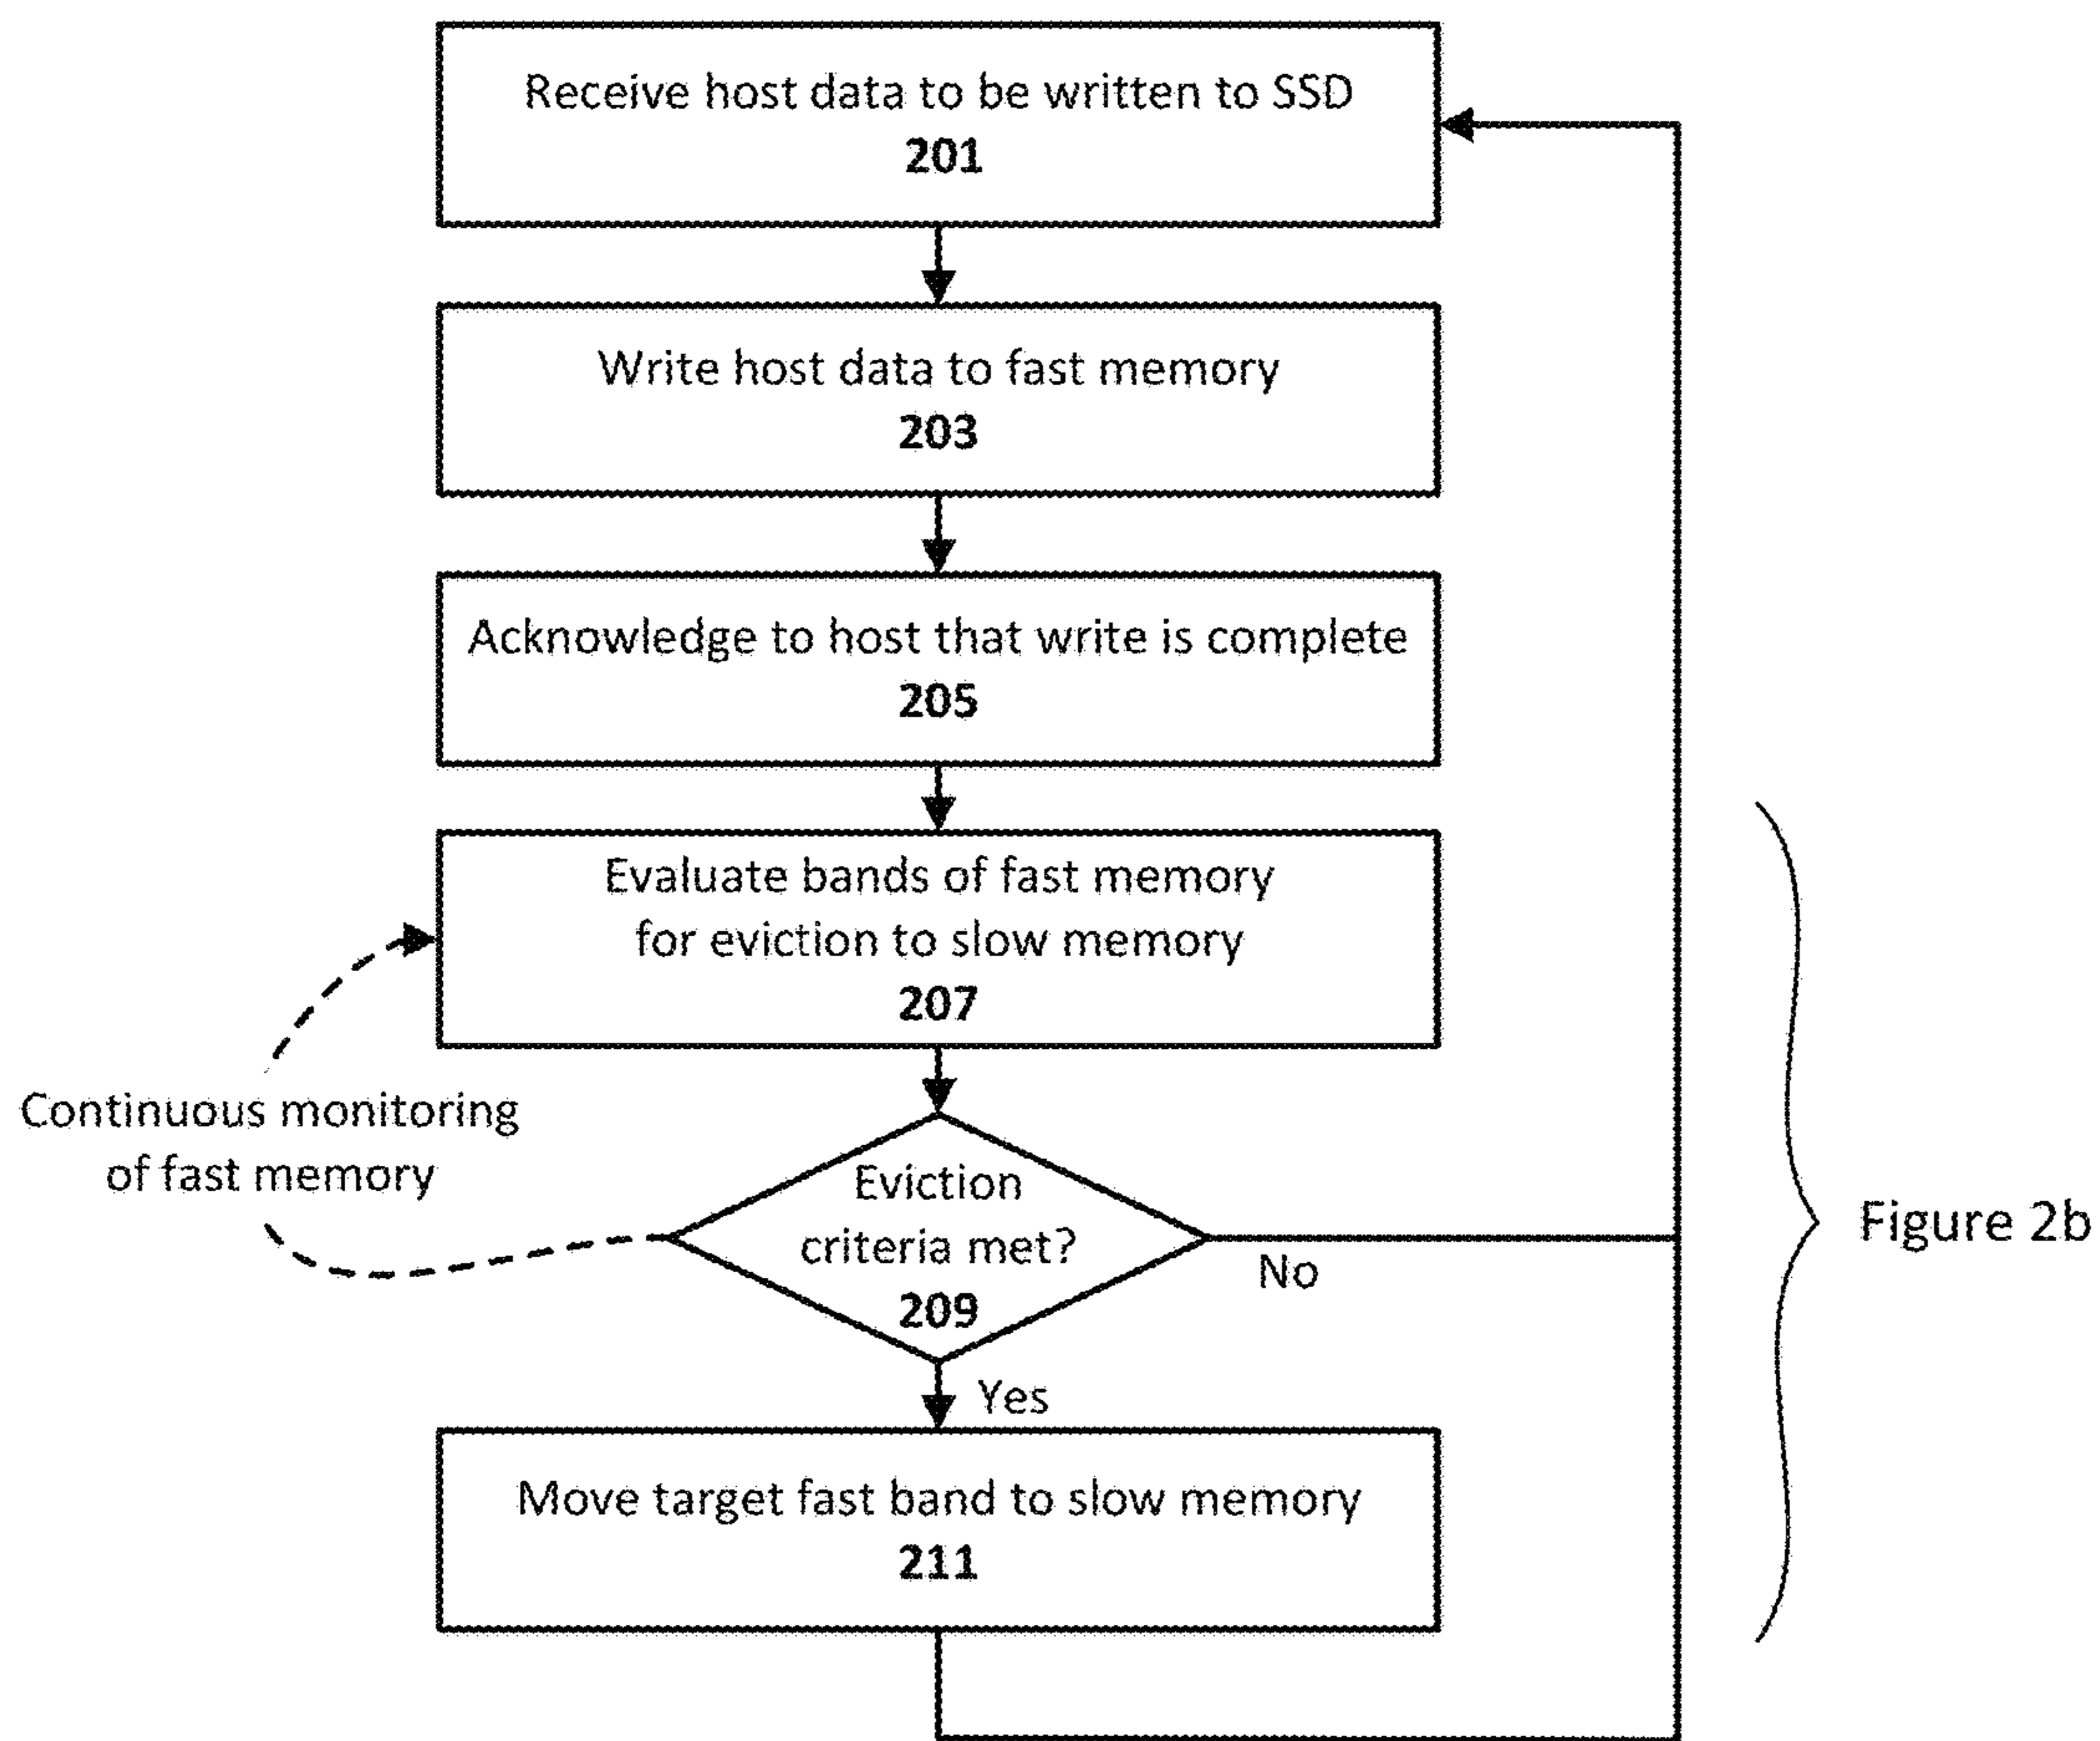 Receive host data to be written to SSD
201
Write host data to fast memory
203
Acknowledge to host that write is complete
205
Evaluate bands of fast memory
for eviction to slow memory
207
Continuous monitoring
of fast memory
Eviction
criteria met?
209
No
Yes
Figure 2b
Move target fast band to slow memory
211